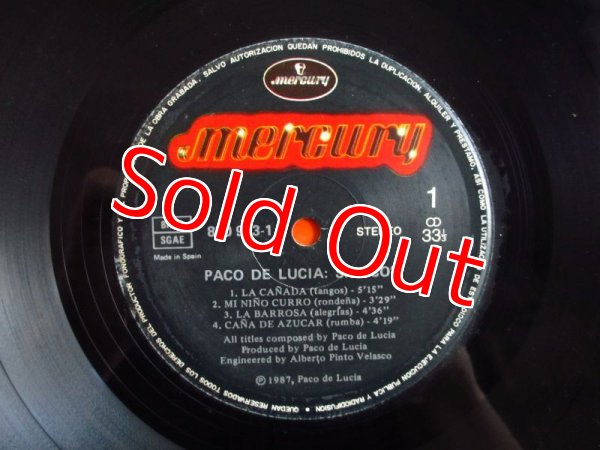 mercury
mercury
Sold Out
1
STEREO
33⅓
SGAE
Made in Spain
PACO DE LUCIA:
1. LA CAÑADA (tangos) - 5'15"
2. MI NIÑO CURRO (rondeña) - 3'29"
3. LA BARROSA (alegrías) - 4'36"
4. CAÑA DE AZUCAR (rumba) - 4'19"
All titles composed by Paco de Lucia
Produced by Paco de Lucia
Engineered by Alberto Pinto Velasco
℗ 1987, Paco de Lucia
DE LA OBRA GRABADA, SALVO AUTORIZACION QUEDAN PROHIBIDOS LA DUPLICACION, ALQUILER Y PRESTAMO, ASI COMO LA UTILIZACION DE ESTE DISCO PARA LA EJECUCION PUBLICA Y RADIODIFUSION • QUEDAN RESERVADOS TODOS LOS DERECHOS DEL PRODUCTOR FONOGRAFICO Y